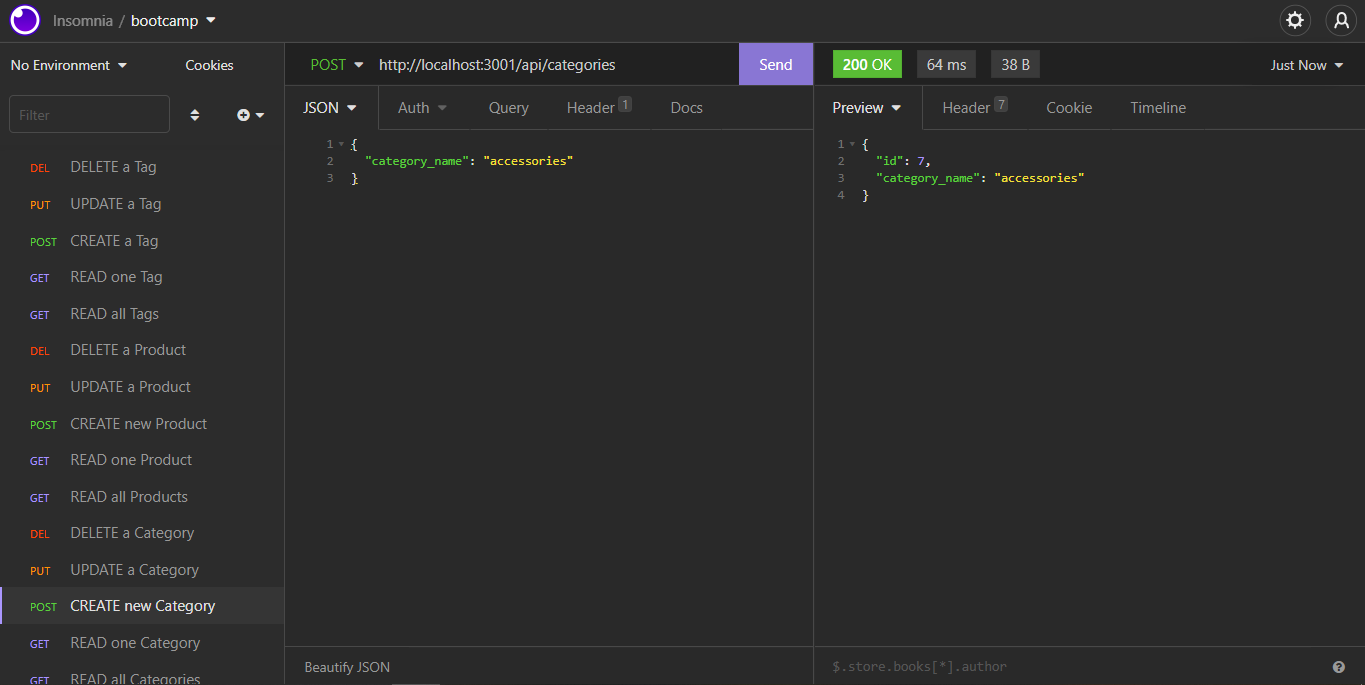 Insomnia / bootcamp
No Environment
Cookies
Filter
DEL DELETE a Tag
PUT UPDATE a Tag
POST CREATE a Tag
GET READ one Tag
GET READ all Tags
DEL DELETE a Product
PUT UPDATE a Product
POST CREATE new Product
GET READ one Product
GET READ all Products
DEL DELETE a Category
PUT UPDATE a Category
POST CREATE new Category
GET READ one Category
GET READ all Categories
POST http://localhost:3001/api/categories Send
JSON Auth Query Header 1 Docs
1 {
2 "category_name": "accessories"
3 }
Beautify JSON
200 OK 64 ms 38 B Just Now
Preview Header 7 Cookie Timeline
1 {
2 "id": 7,
3 "category_name": "accessories"
4 }
$.store.books[*].author